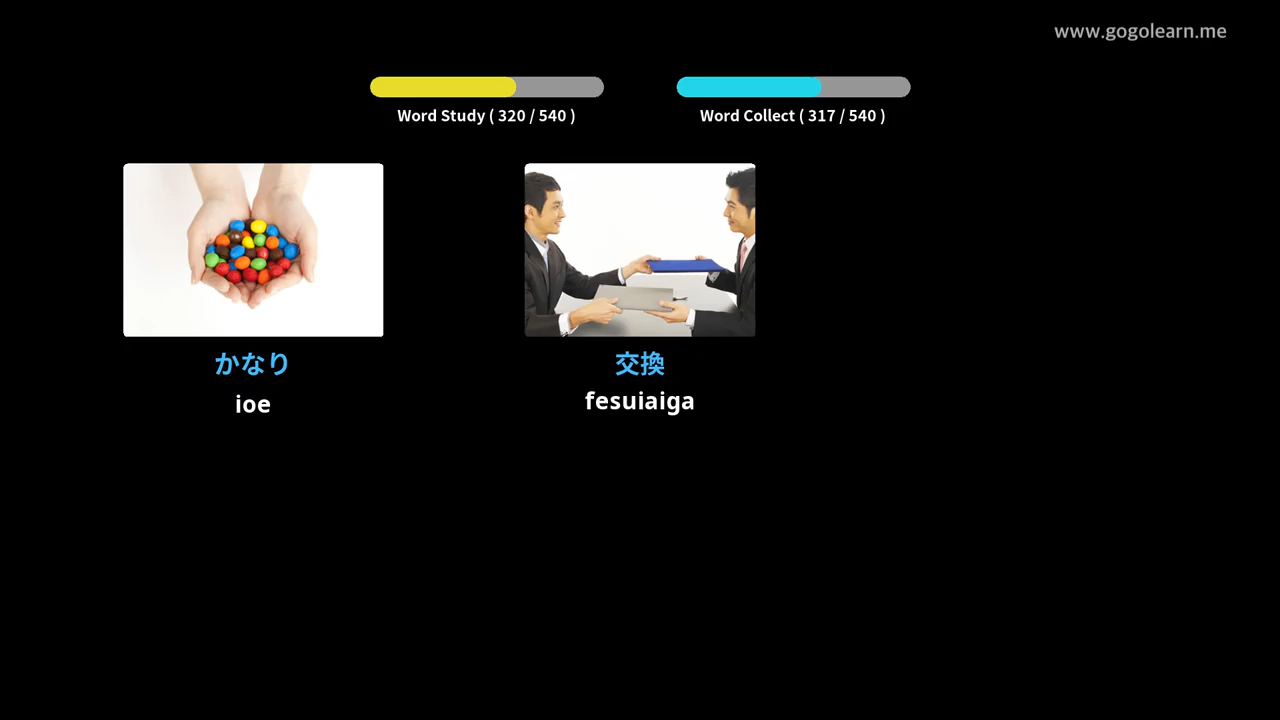 www.gogolearn.me
Word Study ( 320 / 540 )
Word Collect ( 317 / 540 )
かなり
ioe
交換
fesuiaiga